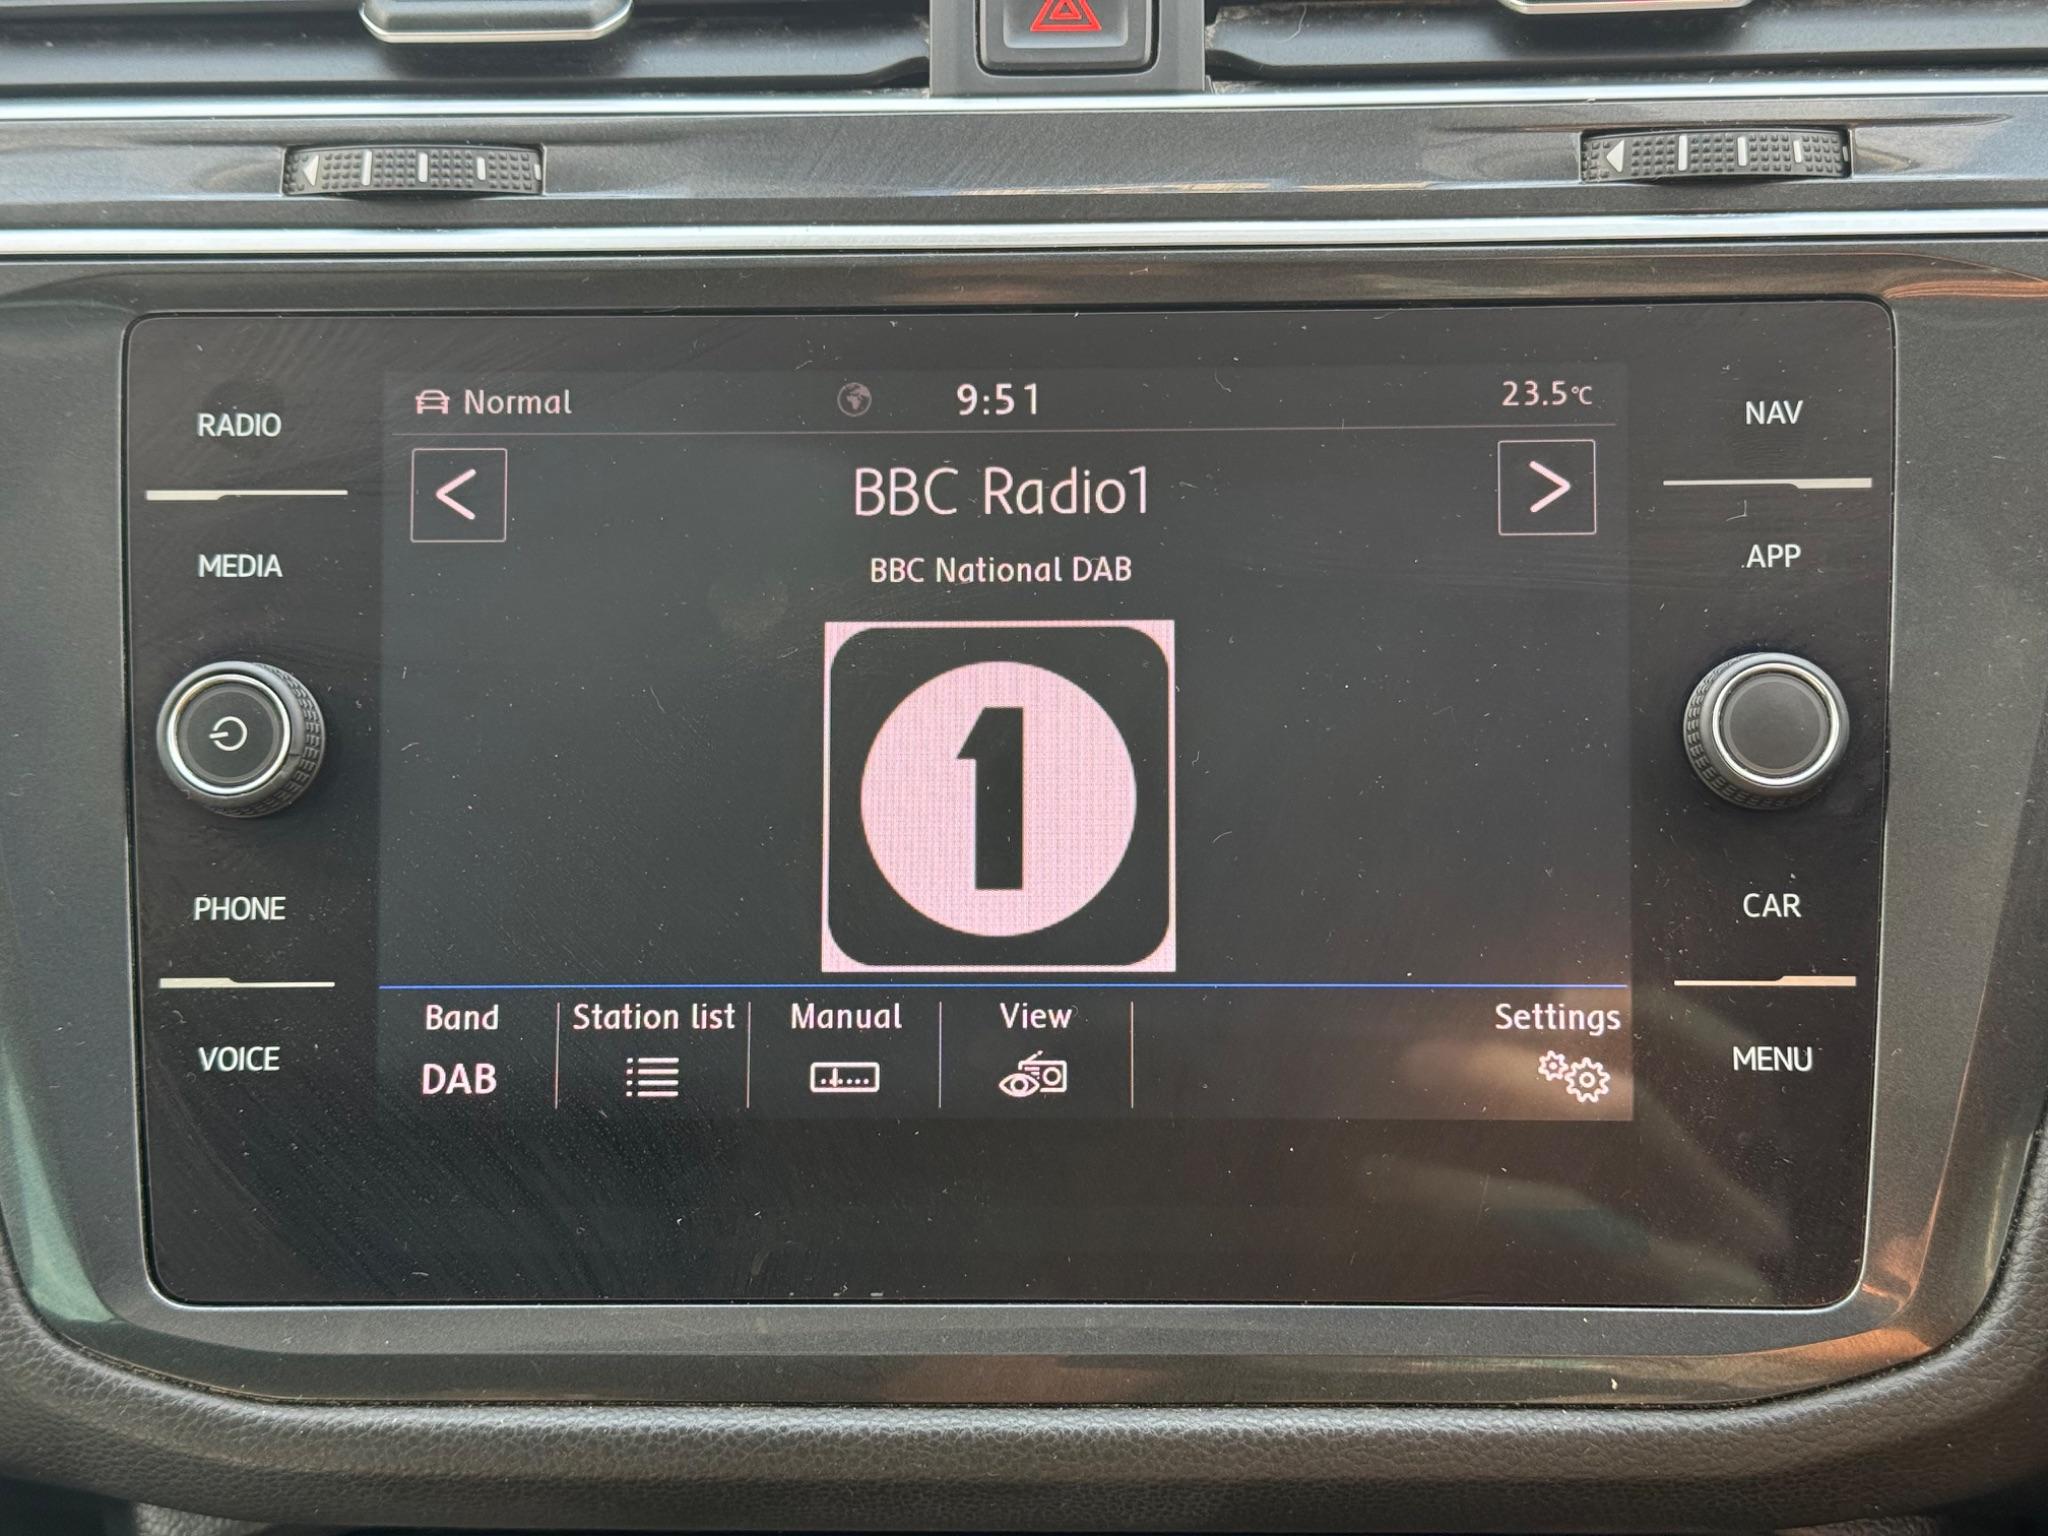 RADIO
MEDIA
PHONE
VOICE
Normal
9:51
23.5°C
<
BBC Radio1
>
BBC National DAB
1
Band
DAB
Station list
Manual
View
Settings
NAV
APP
CAR
MENU